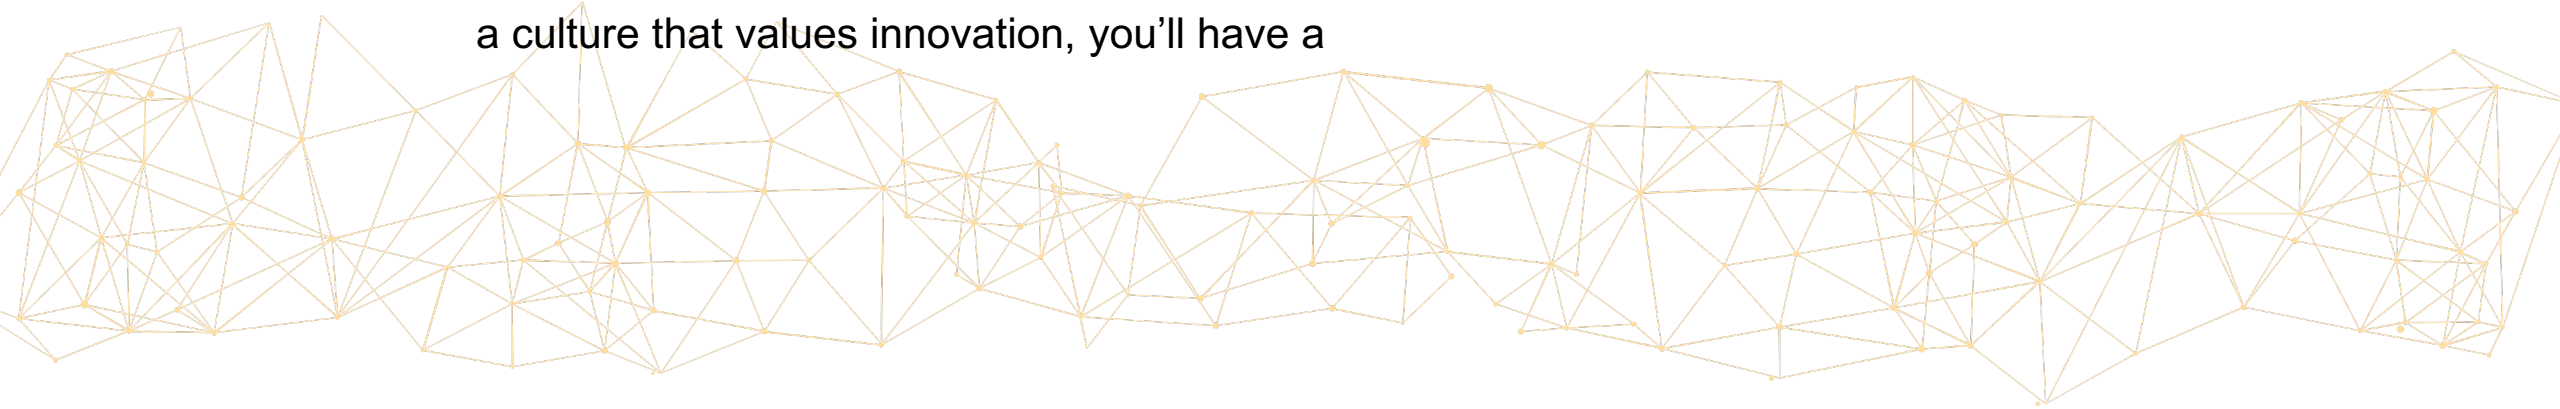 a culture that values innovation, you’ll have a